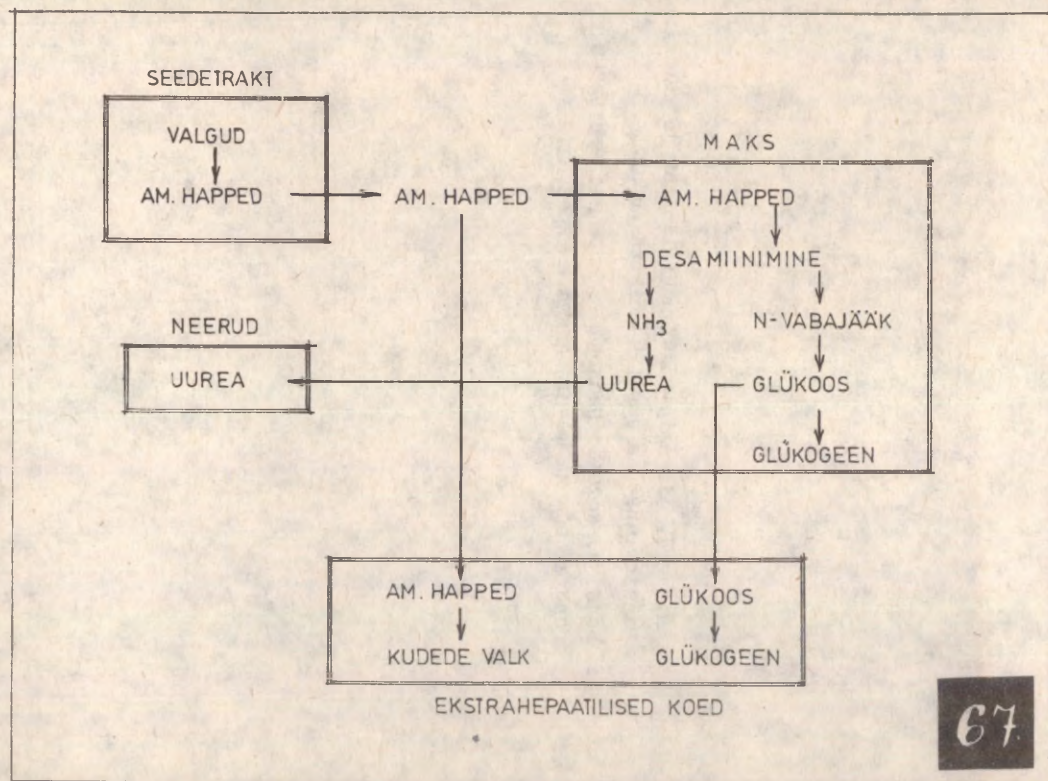 SEEDETRAKT
VALGUD
AM. HAPPED
AM. HAPPED
MAKS
AM. HAPPED
DESAMIINIMINE
NH3
N-VABAJÄÄK
UUREA
GLÜKOOS
GLÜKOGEEN
NEERUD
UUREA
AM. HAPPED
GLÜKOOS
KUDEDE VALK
GLÜKOGEEN
EKSTRAHEPAATILISED KOED
67